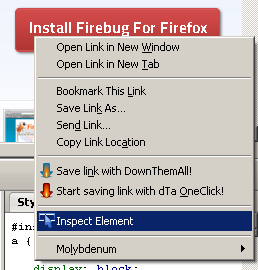 Install Firebug For Firefox
Open Link in New Window
Open Link in New Tab
Bookmark This Link
Save Link As...
Send Link...
Copy Link Location
Save link with DownThemAll!
Start saving link with dTa OneClick!
Sty
Inspect Element
#ins
a {
Molybdenum
display: block;